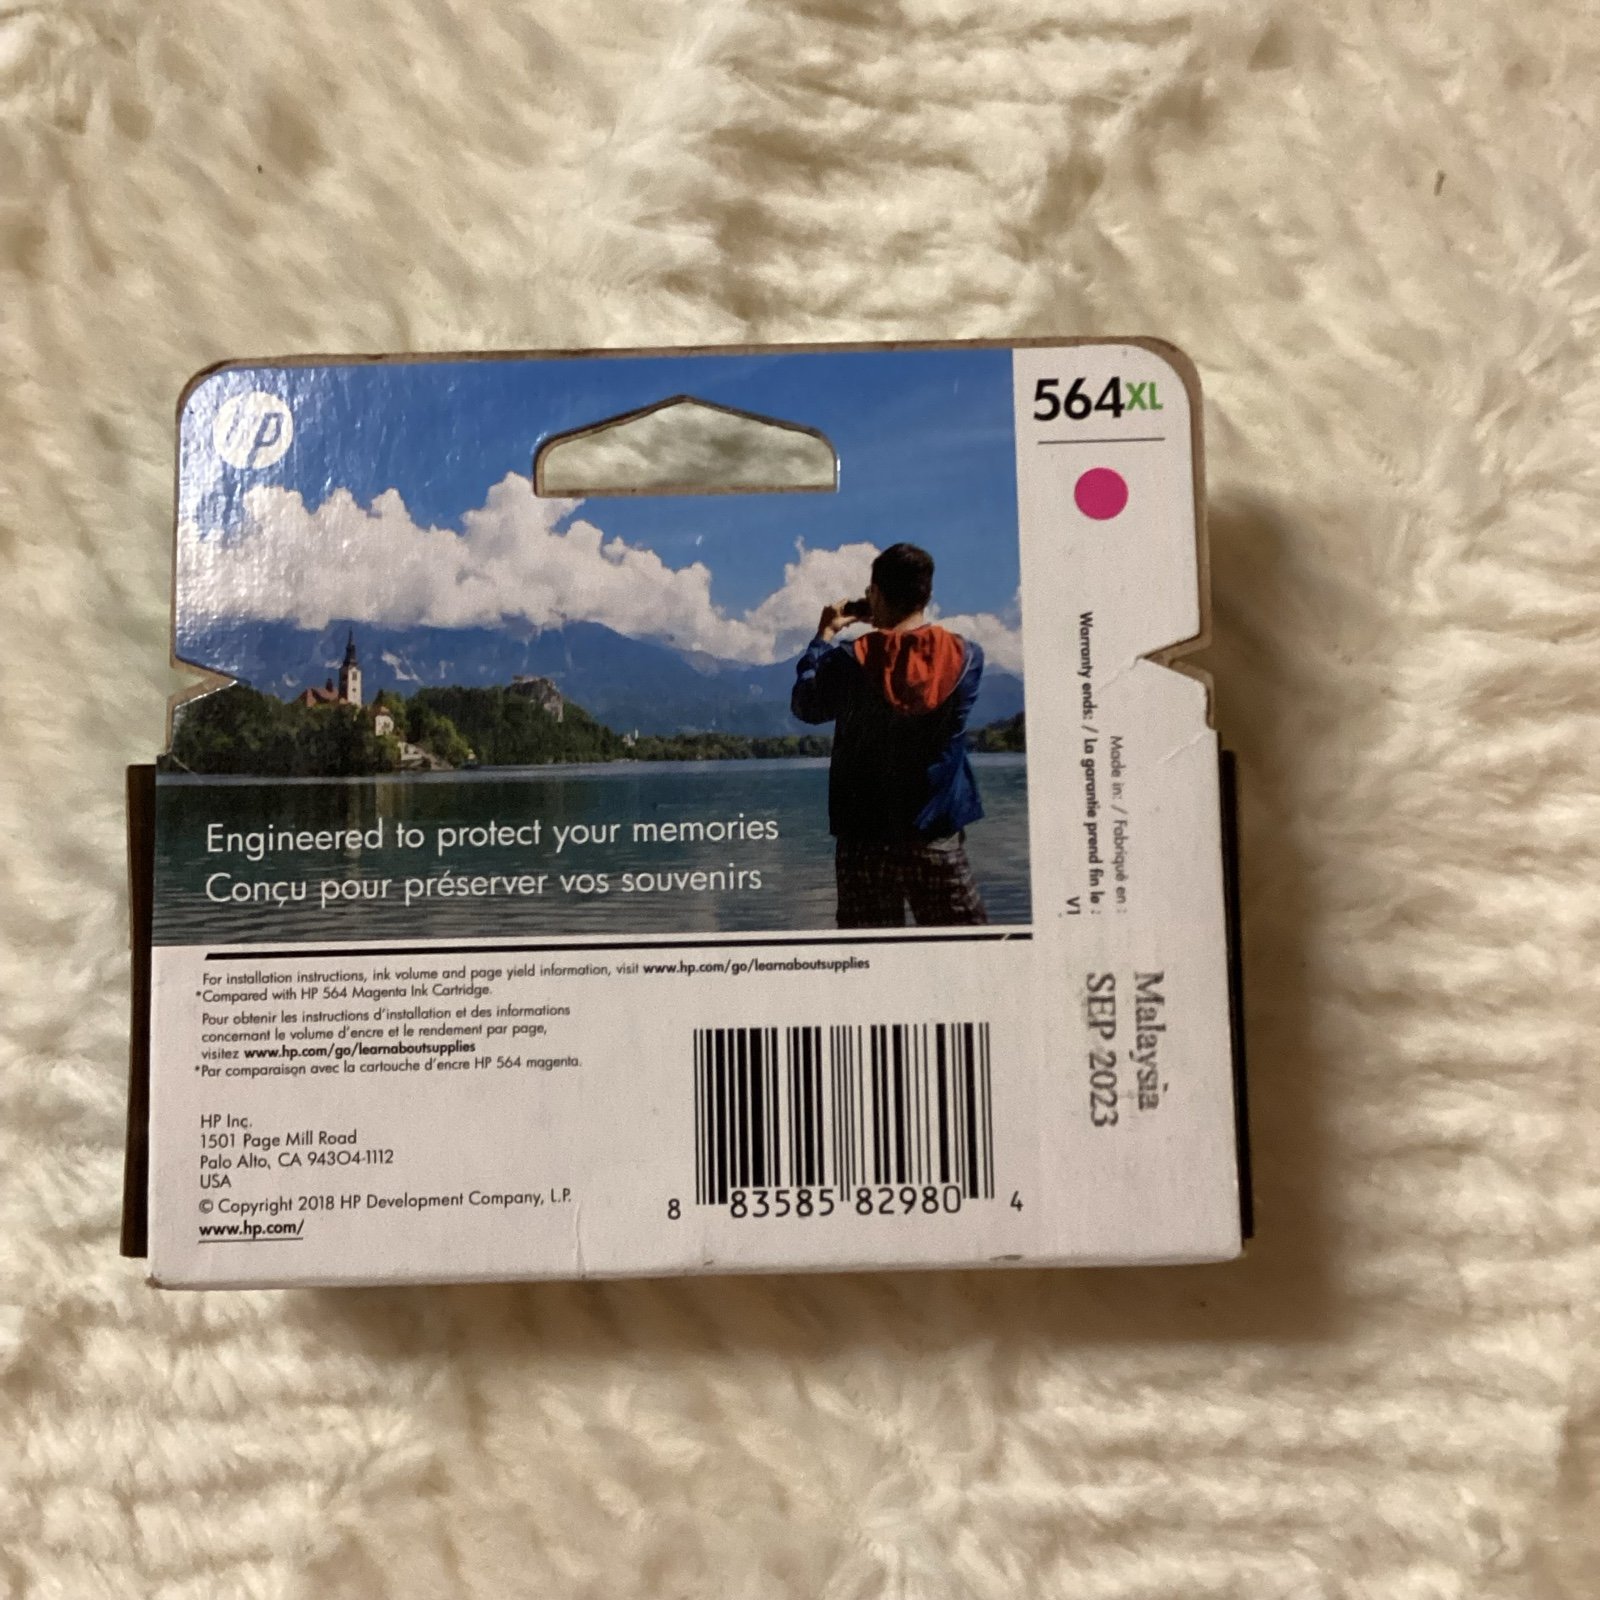 hp
564XL
Engineered to protect your memories
Conçu pour préserver vos souvenirs
For installation instructions, ink volume and page yield information, visit www.hp.com/go/learnaboutsupplies
*Compared with HP 564 Magenta Ink Cartridge.
Pour obtenir les instructions d'installation et des informations
concernant le volume d'encre et le rendement par page,
visitez www.hp.com/go/learnaboutsupplies
*Par comparaison avec la cartouche d'encre HP 564 magenta.
HP Inc.
1501 Page Mill Road
Palo Alto, CA 94304-1112
USA
© Copyright 2018 HP Development Company, L.P.
www.hp.com/
8 83585 82980 4
Made in: / Fabriqué en : Malaysia
Warranty ends: / La garantie prend fin le : SEP 2023
V1